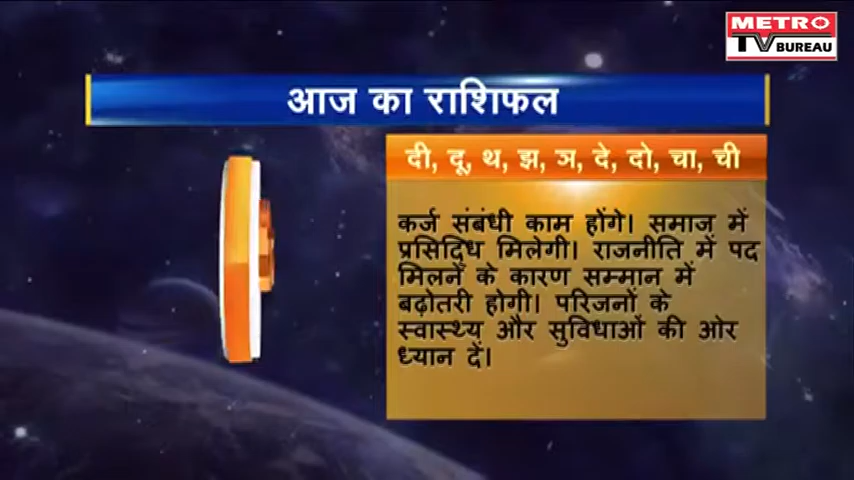 METRO
TV BUREAU
आज का राशिफल
दी, दू, थ, झ, ञ, दे, दो, चा, ची
कर्ज संबंधी काम होंगे। समाज में
प्रसिद्धि मिलेगी। राजनीति में पद
मिलने के कारण सम्मान में
बढ़ोतरी होगी। परिजनों के
स्वास्थ्य और सुविधाओं की ओर
ध्यान दें।